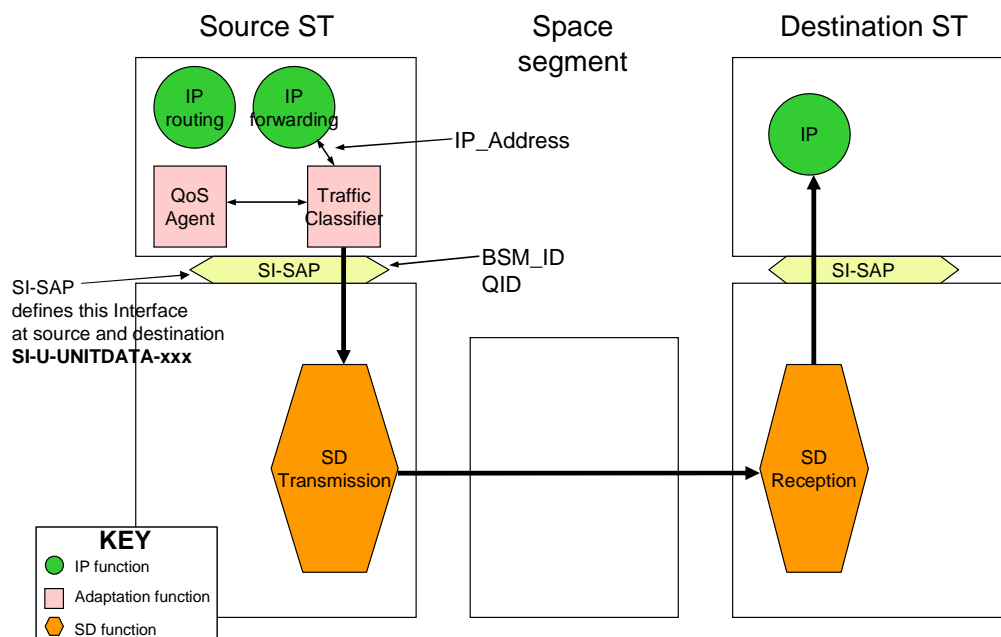 Source ST
Space
segment
Destination ST
IP
routing
IP
forwarding
IP_Address
IP
QoS
Agent
Traffic
Classifier
SI-SAP
BSM_ID
QID
SI-SAP
SI-SAP
defines this Interface
at source and destination
SI-U-UNITDATA-xxx
SD
Transmission
SD
Reception
KEY
IP function
Adaptation function
SD function